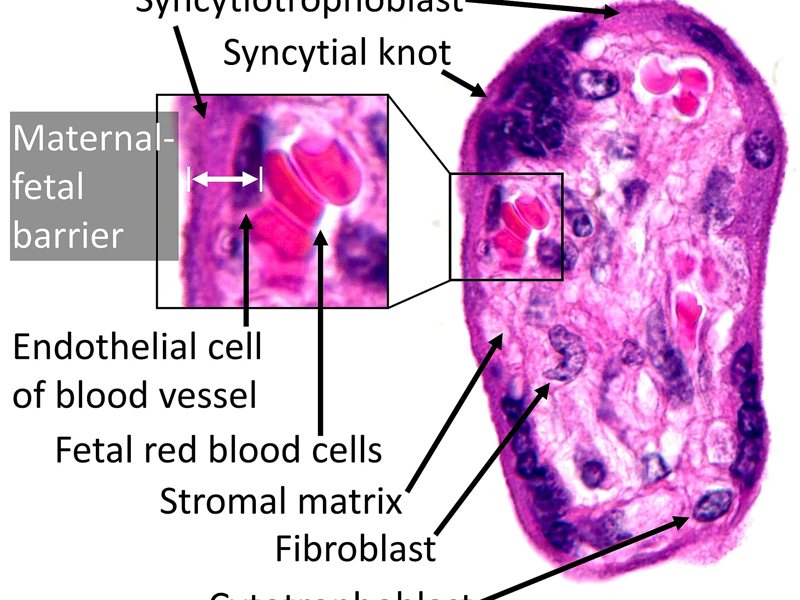 Syncytiotrophoblast
Syncytial knot
Maternal-
fetal
barrier
Endothelial cell
of blood vessel
Fetal red blood cells
Stromal matrix
Fibroblast
Cytotrophoblast